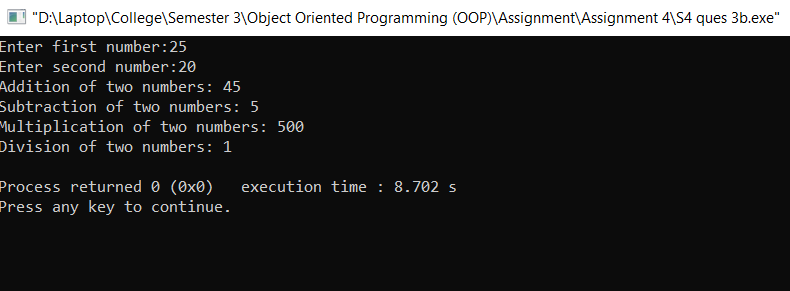 "D:\Laptop\College\Semester 3\Object Oriented Programming (OOP)\Assignment\Assignment 4\S4 ques 3b.exe"
Enter first number:25
Enter second number:20
Addition of two numbers: 45
Subtraction of two numbers: 5
Multiplication of two numbers: 500
Division of two numbers: 1
Process returned 0 (0x0)   execution time : 8.702 s
Press any key to continue.